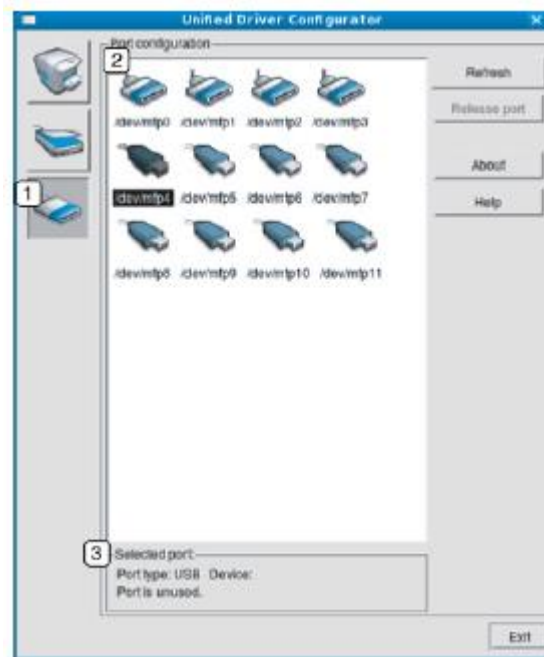 Unified Driver Configurator
Port configuration
2
/dev/mfp0 /dev/mfp1 /dev/mfp2 /dev/mfp3
/dev/mfp4 /dev/mfp5 /dev/mfp6 /dev/mfp7
/dev/mfp8 /dev/mfp9 /dev/mfp10 /dev/mfp11
Refresh
Release port
About
Help
1
3
Selected port:
Port type: USB Device:
Port is unused.
Exit